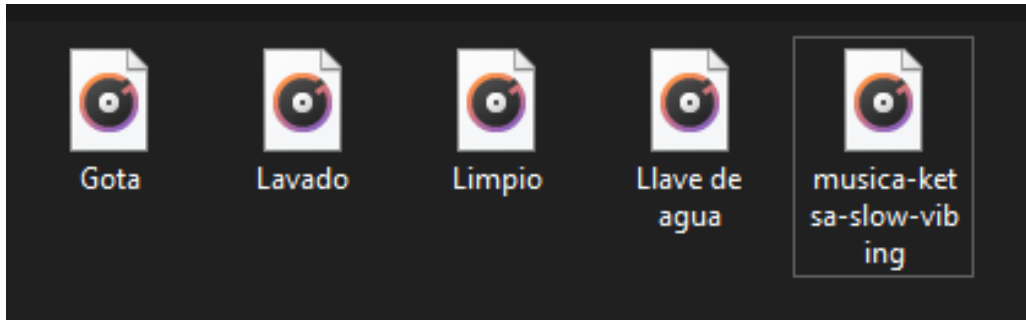 Gota
Lavado
Limpio
Llave de
agua
musica-ket
sa-slow-vib
ing